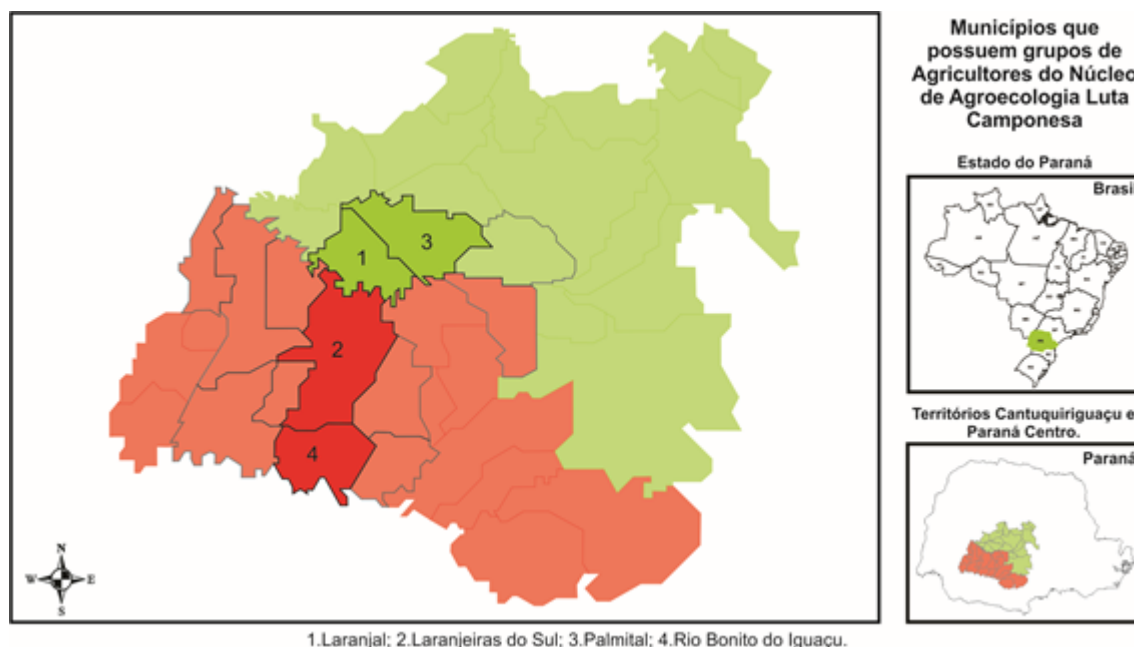 Municípios que
possuem grupos de
Agricultores do Núcleo
de Agroecologia Luta
Camponesa
Estado do Paraná
Brasil
Territórios Cantuquiriguaçu e
Paraná Centro.
Paraná
1
3
2
4
N
W
E
S
1.Laranjal; 2.Laranjeiras do Sul; 3.Palmital; 4.Rio Bonito do Iguaçu.